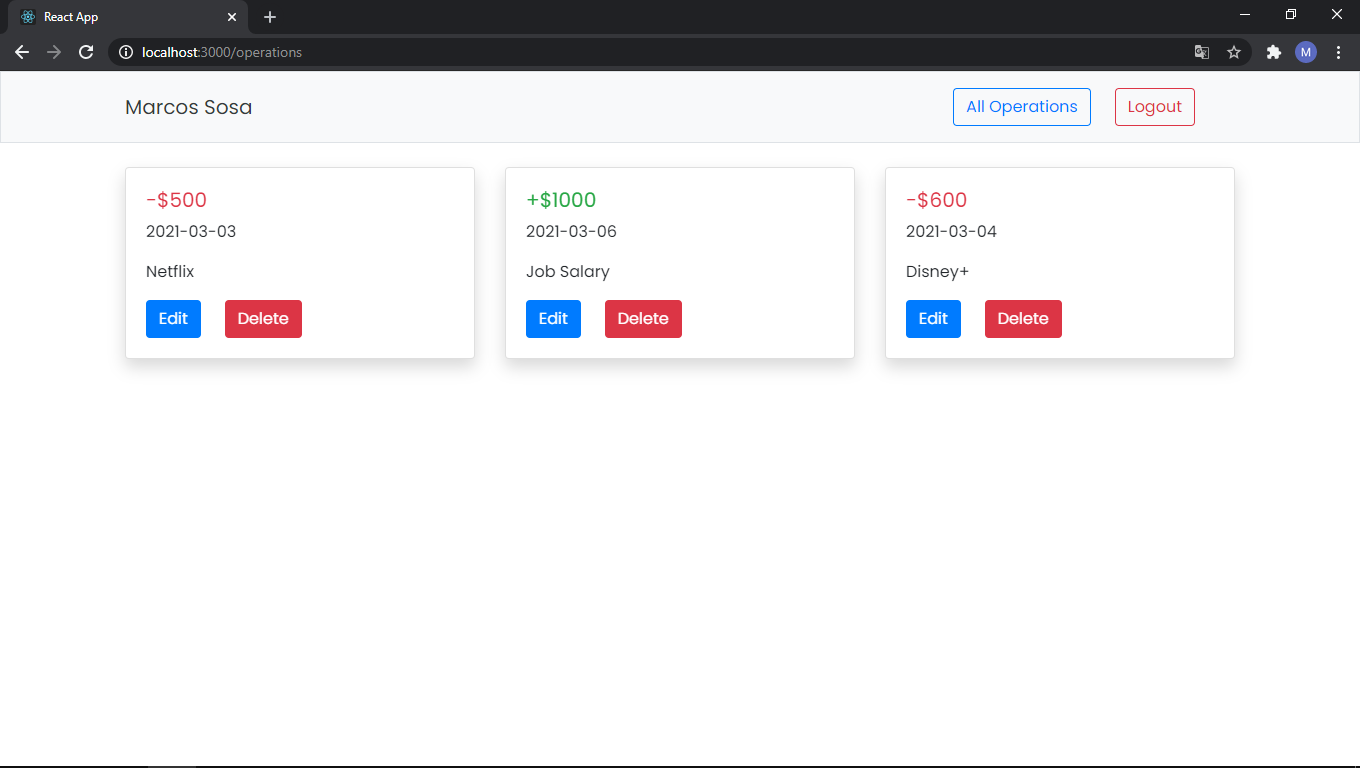 React App
localhost:3000/operations
M
Marcos Sosa
All Operations
Logout
-$500
2021-03-03
Netflix
Edit
Delete
+$1000
2021-03-06
Job Salary
Edit
Delete
-$600
2021-03-04
Disney+
Edit
Delete